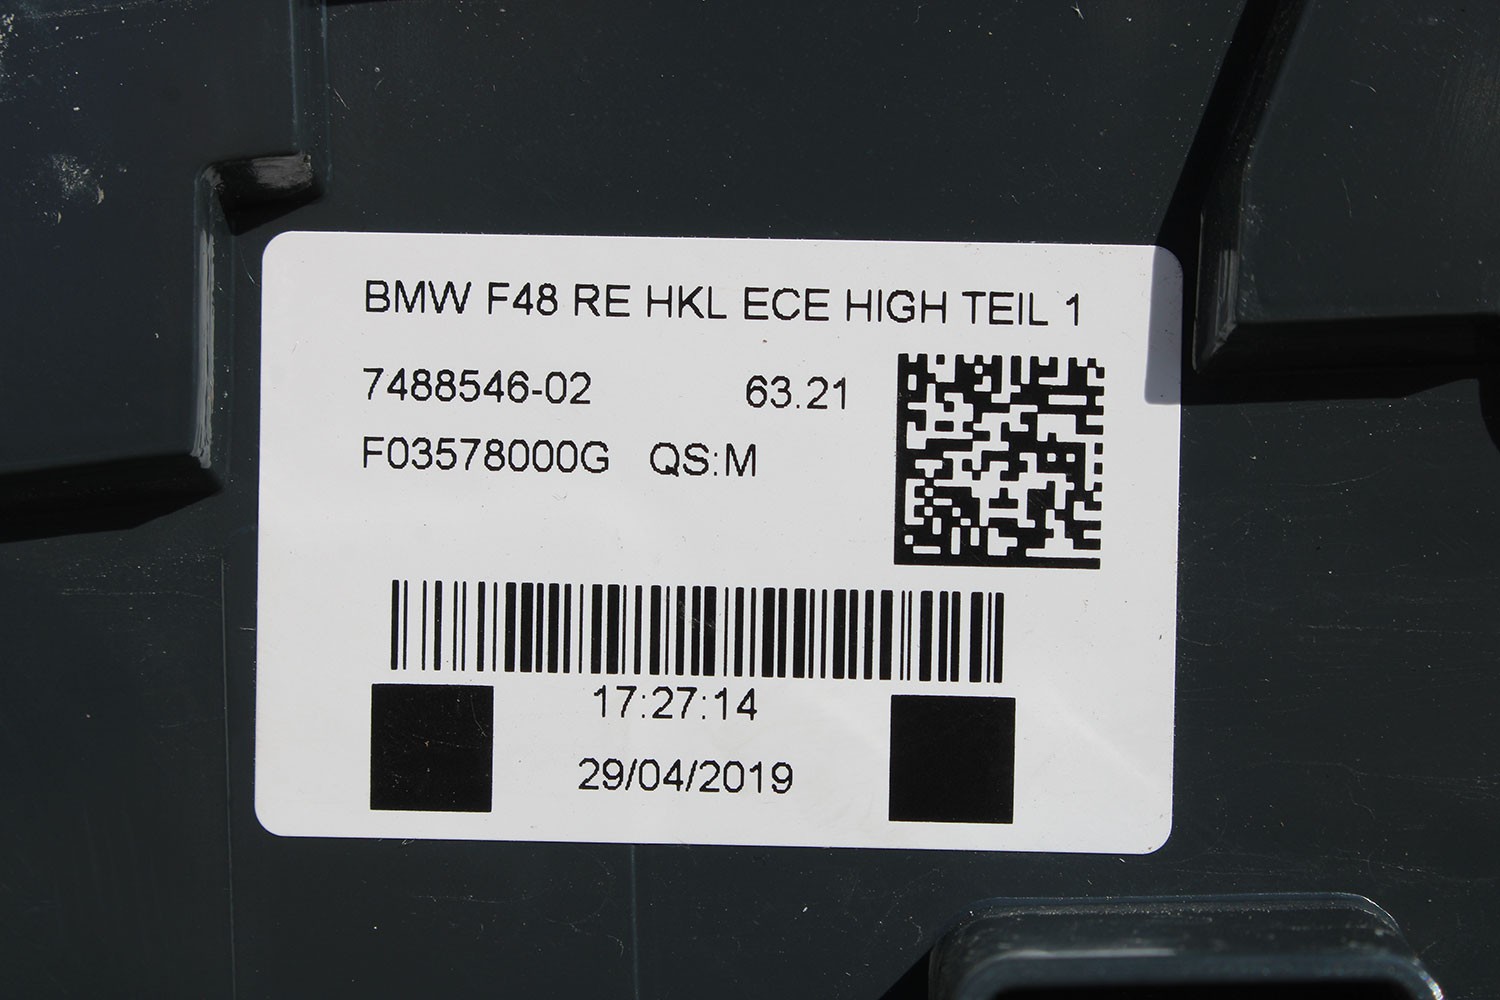 BMW F48 RE HKL ECE HIGH TEIL 1
7488546-02 63.21
F03578000G QS:M
17:27:14
29/04/2019